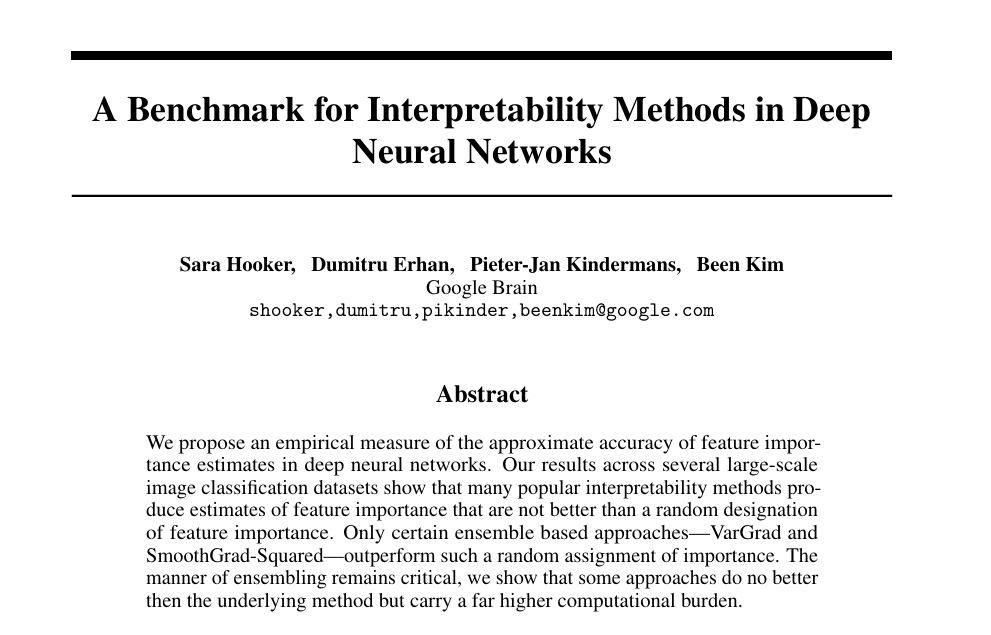 A Benchmark for Interpretability Methods in Deep
Neural Networks
Sara Hooker, Dumitru Erhan, Pieter-Jan Kindermans, Been Kim
Google Brain
shooker,dumitru,pikinder,beenkim@google.com
Abstract
We propose an empirical measure of the approximate accuracy of feature impor-
tance estimates in deep neural networks. Our results across several large-scale
image classification datasets show that many popular interpretability methods pro-
duce estimates of feature importance that are not better than a random designation
of feature importance. Only certain ensemble based approaches—VarGrad and
SmoothGrad-Squared—outperform such a random assignment of importance. The
manner of ensembling remains critical, we show that some approaches do no better
then the underlying method but carry a far higher computational burden.